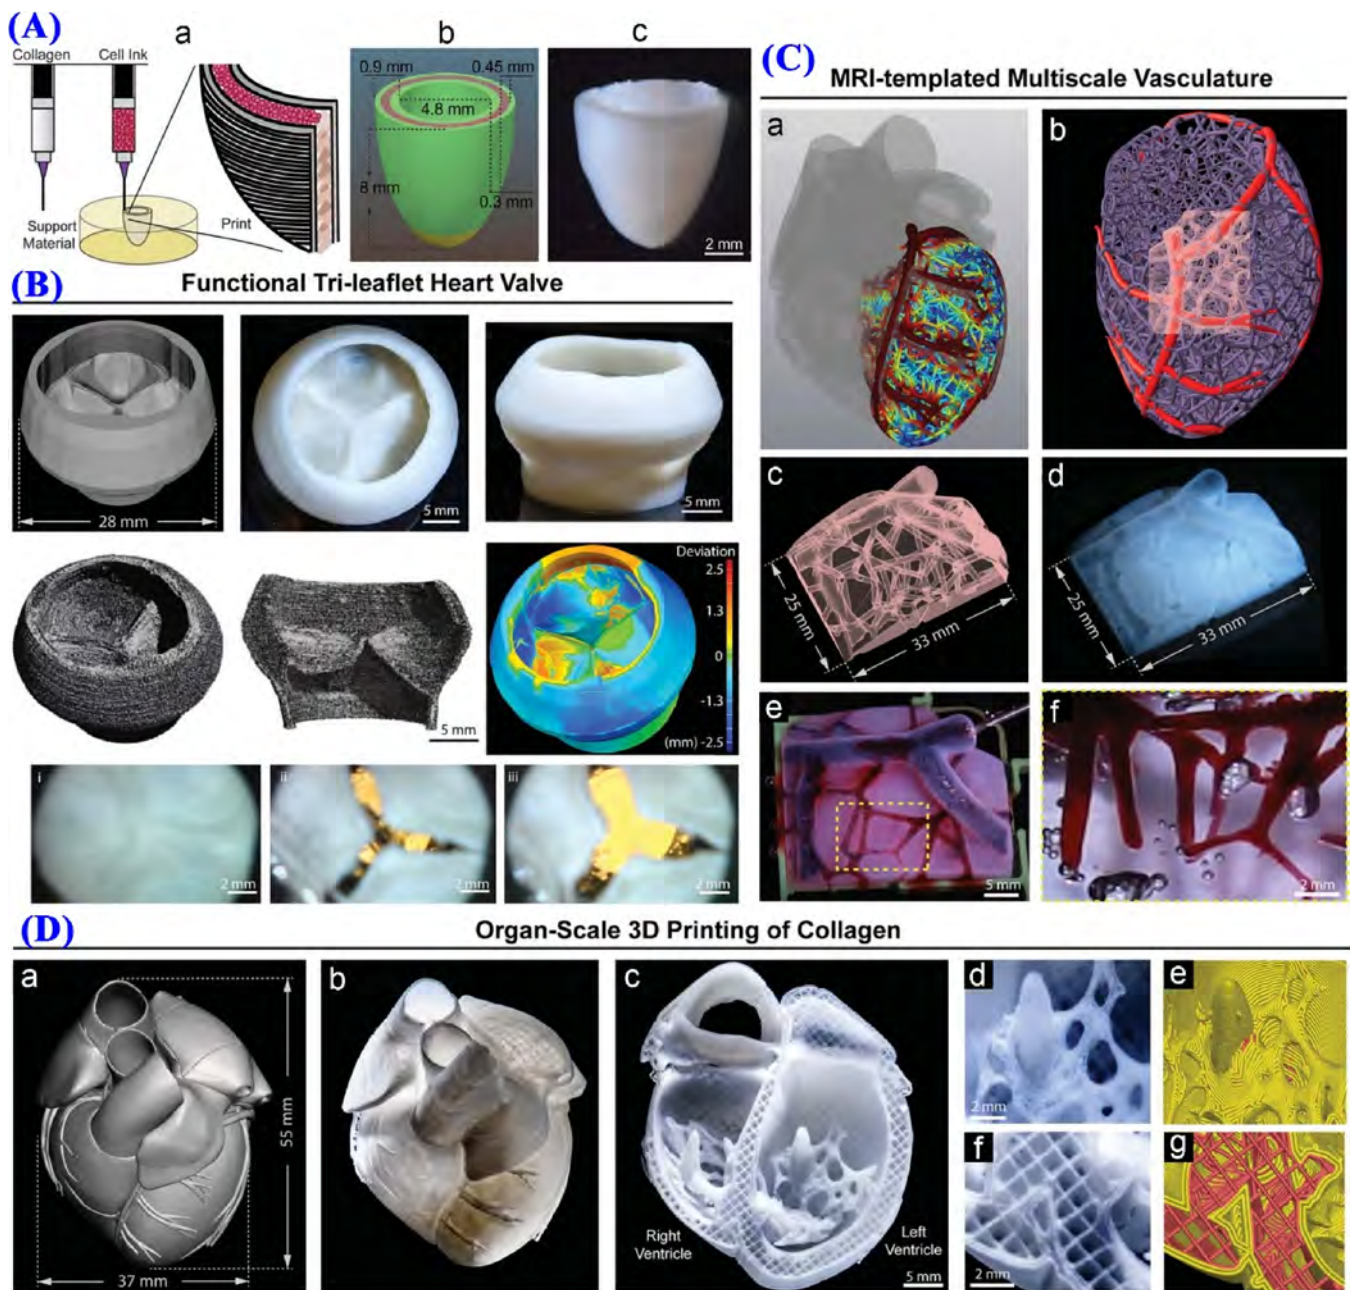 (A)
a
Collagen
Cell Ink
Support
Material
Print
b
0.9 mm
0.45 mm
4.8 mm
8 mm
0.3 mm
c
2 mm
(B)
Functional Tri-leaflet Heart Valve
28 mm
5 mm
5 mm
5 mm
Deviation
2.5
1.3
0
-1.3
(mm) -2.5
i
2 mm
ii
2 mm
iii
2 mm
(C)
MRI-templated Multiscale Vasculature
a
b
c
25 mm
33 mm
d
25 mm
33 mm
e
5 mm
f
2 mm
(D)
Organ-Scale 3D Printing of Collagen
a
55 mm
37 mm
b
c
Right
Ventricle
Left
Ventricle
5 mm
d
2 mm
e
f
2 mm
g